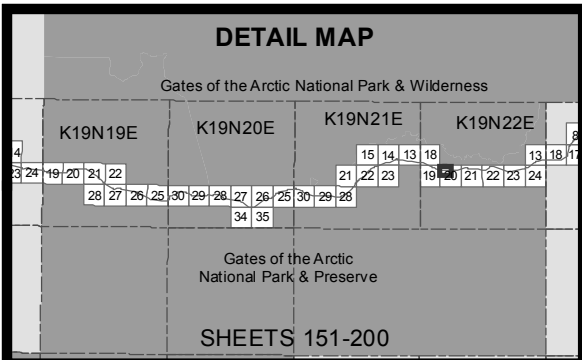 DETAIL MAP
Gates of the Arctic National Park & Wilderness
K19N19E K19N20E K19N21E K19N22E
8
4 15 14 13 18 13 18 17
23 24 19 20 21 22 21 22 23 19 20 21 22 23 24
28 27 26 25 30 29 28 27 26 25 30 29 28
34 35
Gates of the Arctic
National Park & Preserve
SHEETS 151-200